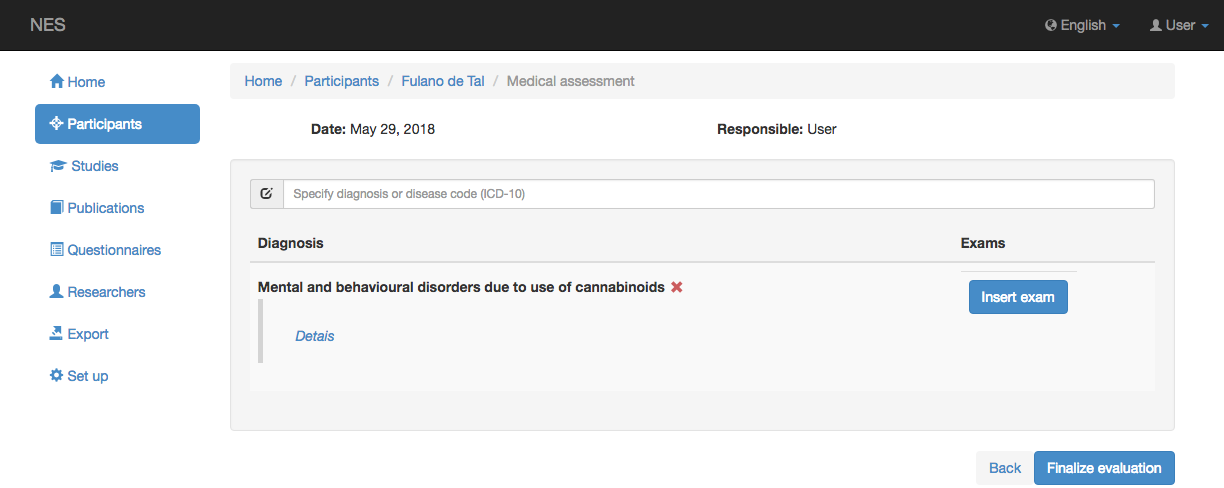 NES
English
User
Home
Participants
Studies
Publications
Questionnaires
Researchers
Export
Set up
Home / Participants / Fulano de Tal / Medical assessment
Date: May 29, 2018 Responsible: User
Specify diagnosis or disease code (ICD-10)
Diagnosis Exams
Mental and behavioural disorders due to use of cannabinoids
Insert exam
Detais
Back
Finalize evaluation